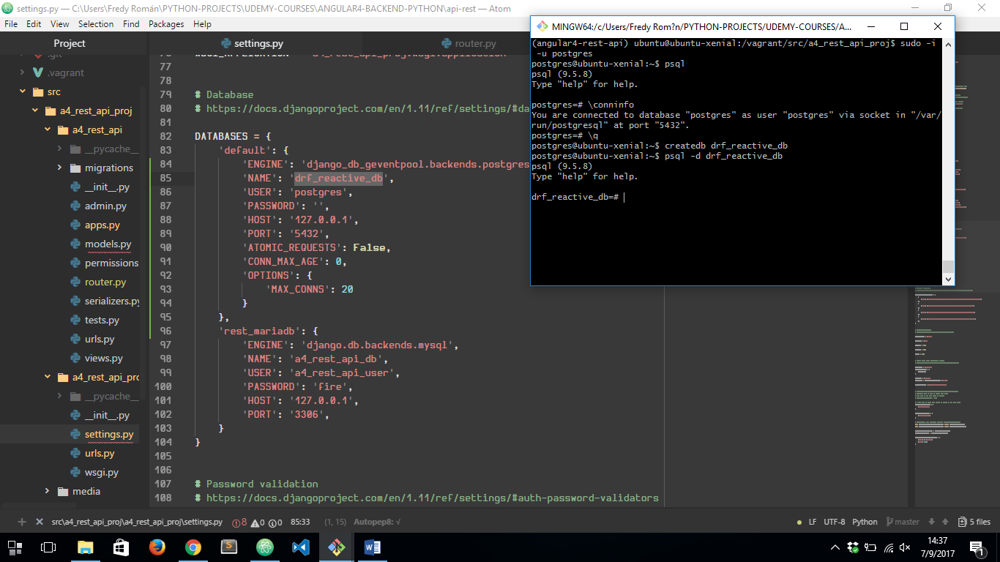 settings.py — C:\Users\Fredy Román\PYTHON-PROJECTS\UDEMY-COURSES\ANGULAR4-BACKEND-PYTHON\api-rest — Atom
File Edit View Selection Find Packages Help
Project
.git
.vagrant
src
a4_rest_api_proj
a4_rest_api
__pycache__
migrations
__init__.py
admin.py
apps.py
models.py
permissions
router.py
serializers.py
tests.py
urls.py
views.py
a4_rest_api_pro
__pycache__
__init__.py
settings.py
urls.py
wsgi.py
media
settings.py
router.py
77
78
79 # Database
80 # https://docs.djangoproject.com/en/1.11/ref/settings/#da
81
82 DATABASES = {
83 'default': {
84 'ENGINE': 'django_db_geventpool.backends.postgres
85 'NAME': 'drf_reactive_db',
86 'USER': 'postgres',
87 'PASSWORD': '',
88 'HOST': '127.0.0.1',
89 'PORT': '5432',
90 'ATOMIC_REQUESTS': False,
91 'CONN_MAX_AGE': 0,
92 'OPTIONS': {
93 'MAX_CONNS': 20
94 }
95 },
96 'rest_mariadb': {
97 'ENGINE': 'django.db.backends.mysql',
98 'NAME': 'a4_rest_api_db',
99 'USER': 'a4_rest_api_user',
100 'PASSWORD': 'fire',
101 'HOST': '127.0.0.1',
102 'PORT': '3306',
103 }
104 }
105
106
107 # Password validation
108 # https://docs.djangoproject.com/en/1.11/ref/settings/#auth-password-validators
MINGW64:/c/Users/Fredy Rom?n/PYTHON-PROJECTS/UDEMY-COURSES/A...
(angular4-rest-api) ubuntu@ubuntu-xenial:/vagrant/src/a4_rest_api_proj$ sudo -i
-u postgres
postgres@ubuntu-xenial:~$ psql
psql (9.5.8)
Type "help" for help.
postgres=# \conninfo
You are connected to database "postgres" as user "postgres" via socket in "/var/
run/postgresql" at port "5432".
postgres=# \q
postgres@ubuntu-xenial:~$ createdb drf_reactive_db
postgres@ubuntu-xenial:~$ psql -d drf_reactive_db
psql (9.5.8)
Type "help" for help.
drf_reactive_db=#
src\a4_rest_api_proj\a4_rest_api_proj\settings.py 8 0 0 85:33 (1, 15) Autopep8: √ LF UTF-8 Python master 5 files
14:37
7/9/2017
1